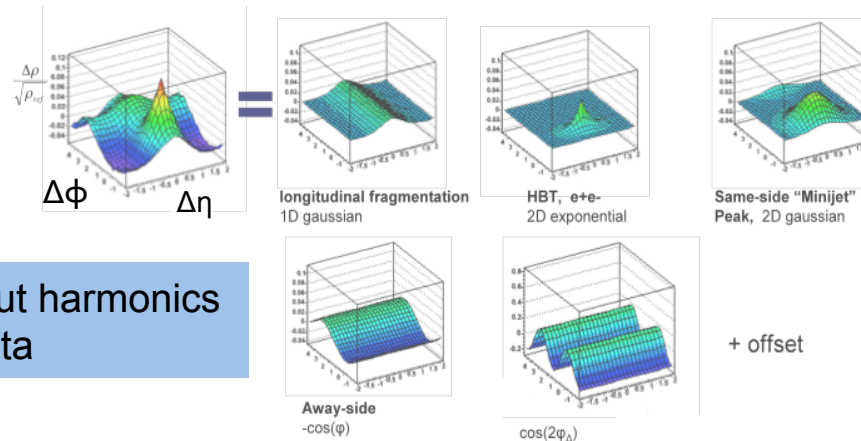 Δρ
√ρref
=
Δϕ
Δη
longitudinal fragmentation
1D gaussian
HBT, e+e-
2D exponential
Same-side “Minijet”
Peak, 2D gaussian
ut harmonics
ta
Away-side
-cos(φ)
cos(2φΔ)
+ offset